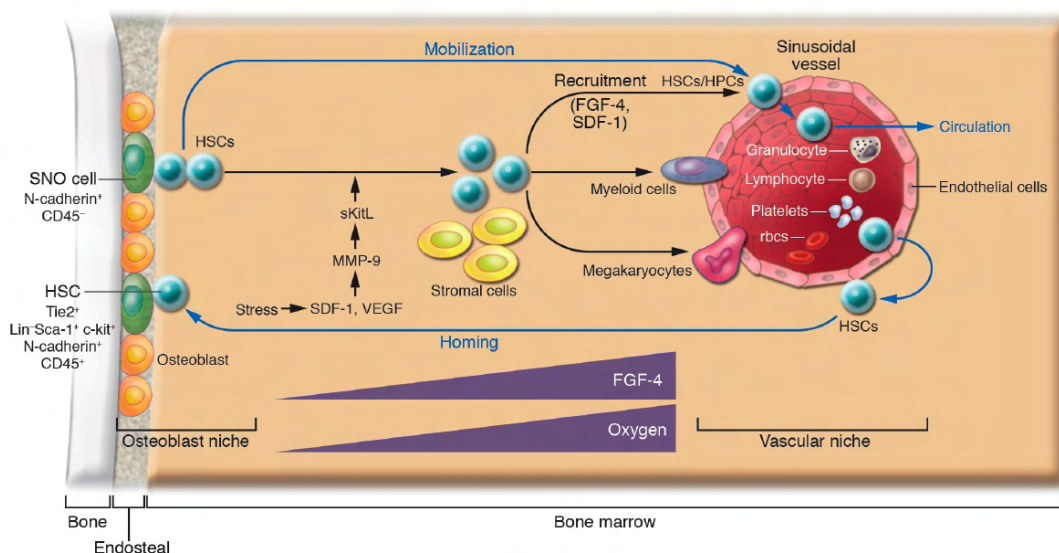 Mobilization
Sinusoidal
vessel
Recruitment
(FGF-4,
SDF-1)
HSCs/HPCs
HSCs
Circulation
Granulocyte
Lymphocyte
Platelets
rbcs
Endothelial cells
SNO cell
N-cadherin⁺
CD45⁻
Myeloid cells
sKitL
MMP-9
Stress
SDF-1, VEGF
Stromal cells
Megakaryocytes
HSC
Tie2⁺
Lin⁻Sca-1⁺ c-kit⁺
N-cadherin⁺
CD45⁺
HSCs
Homing
Osteoblast
FGF-4
Oxygen
Osteoblast niche
Vascular niche
Bone
Endosteal
Bone marrow